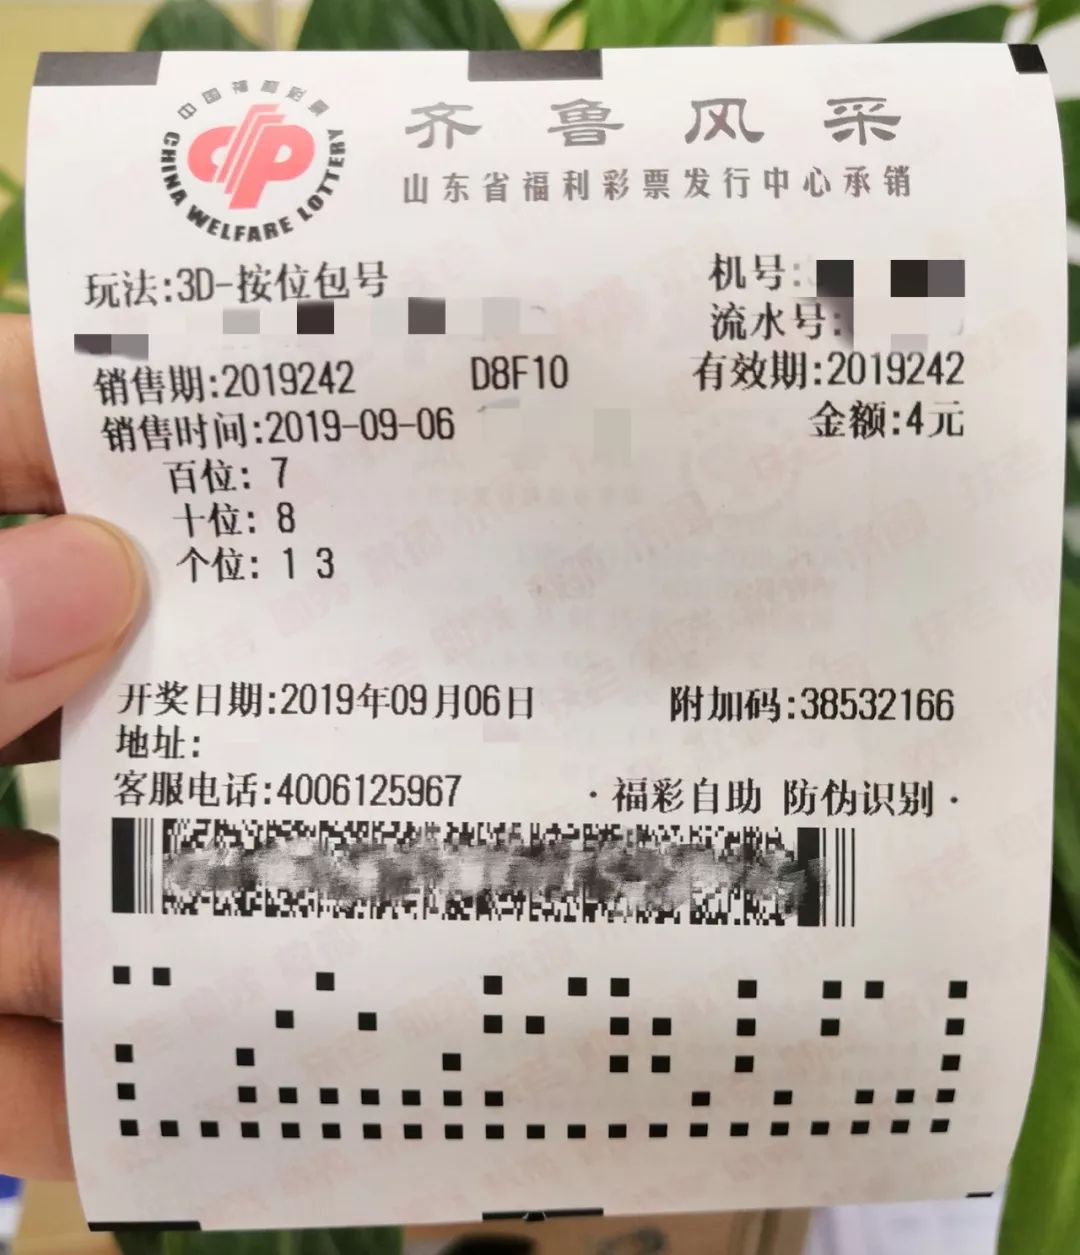 中国福利彩票
CHINA WELFARE LOTTERY
齐鲁风采
山东省福利彩票发行中心承销
玩法:3D-按位包号
机号:
流水号:
销售期:2019242 D8F10 有效期:2019242
销售时间:2019-09-06 金额:4元
百位: 7
十位: 8
个位: 1 3
开奖日期:2019年09月06日 附加码:38532166
地址:
客服电话:4006125967 ·福彩自助 防伪识别·